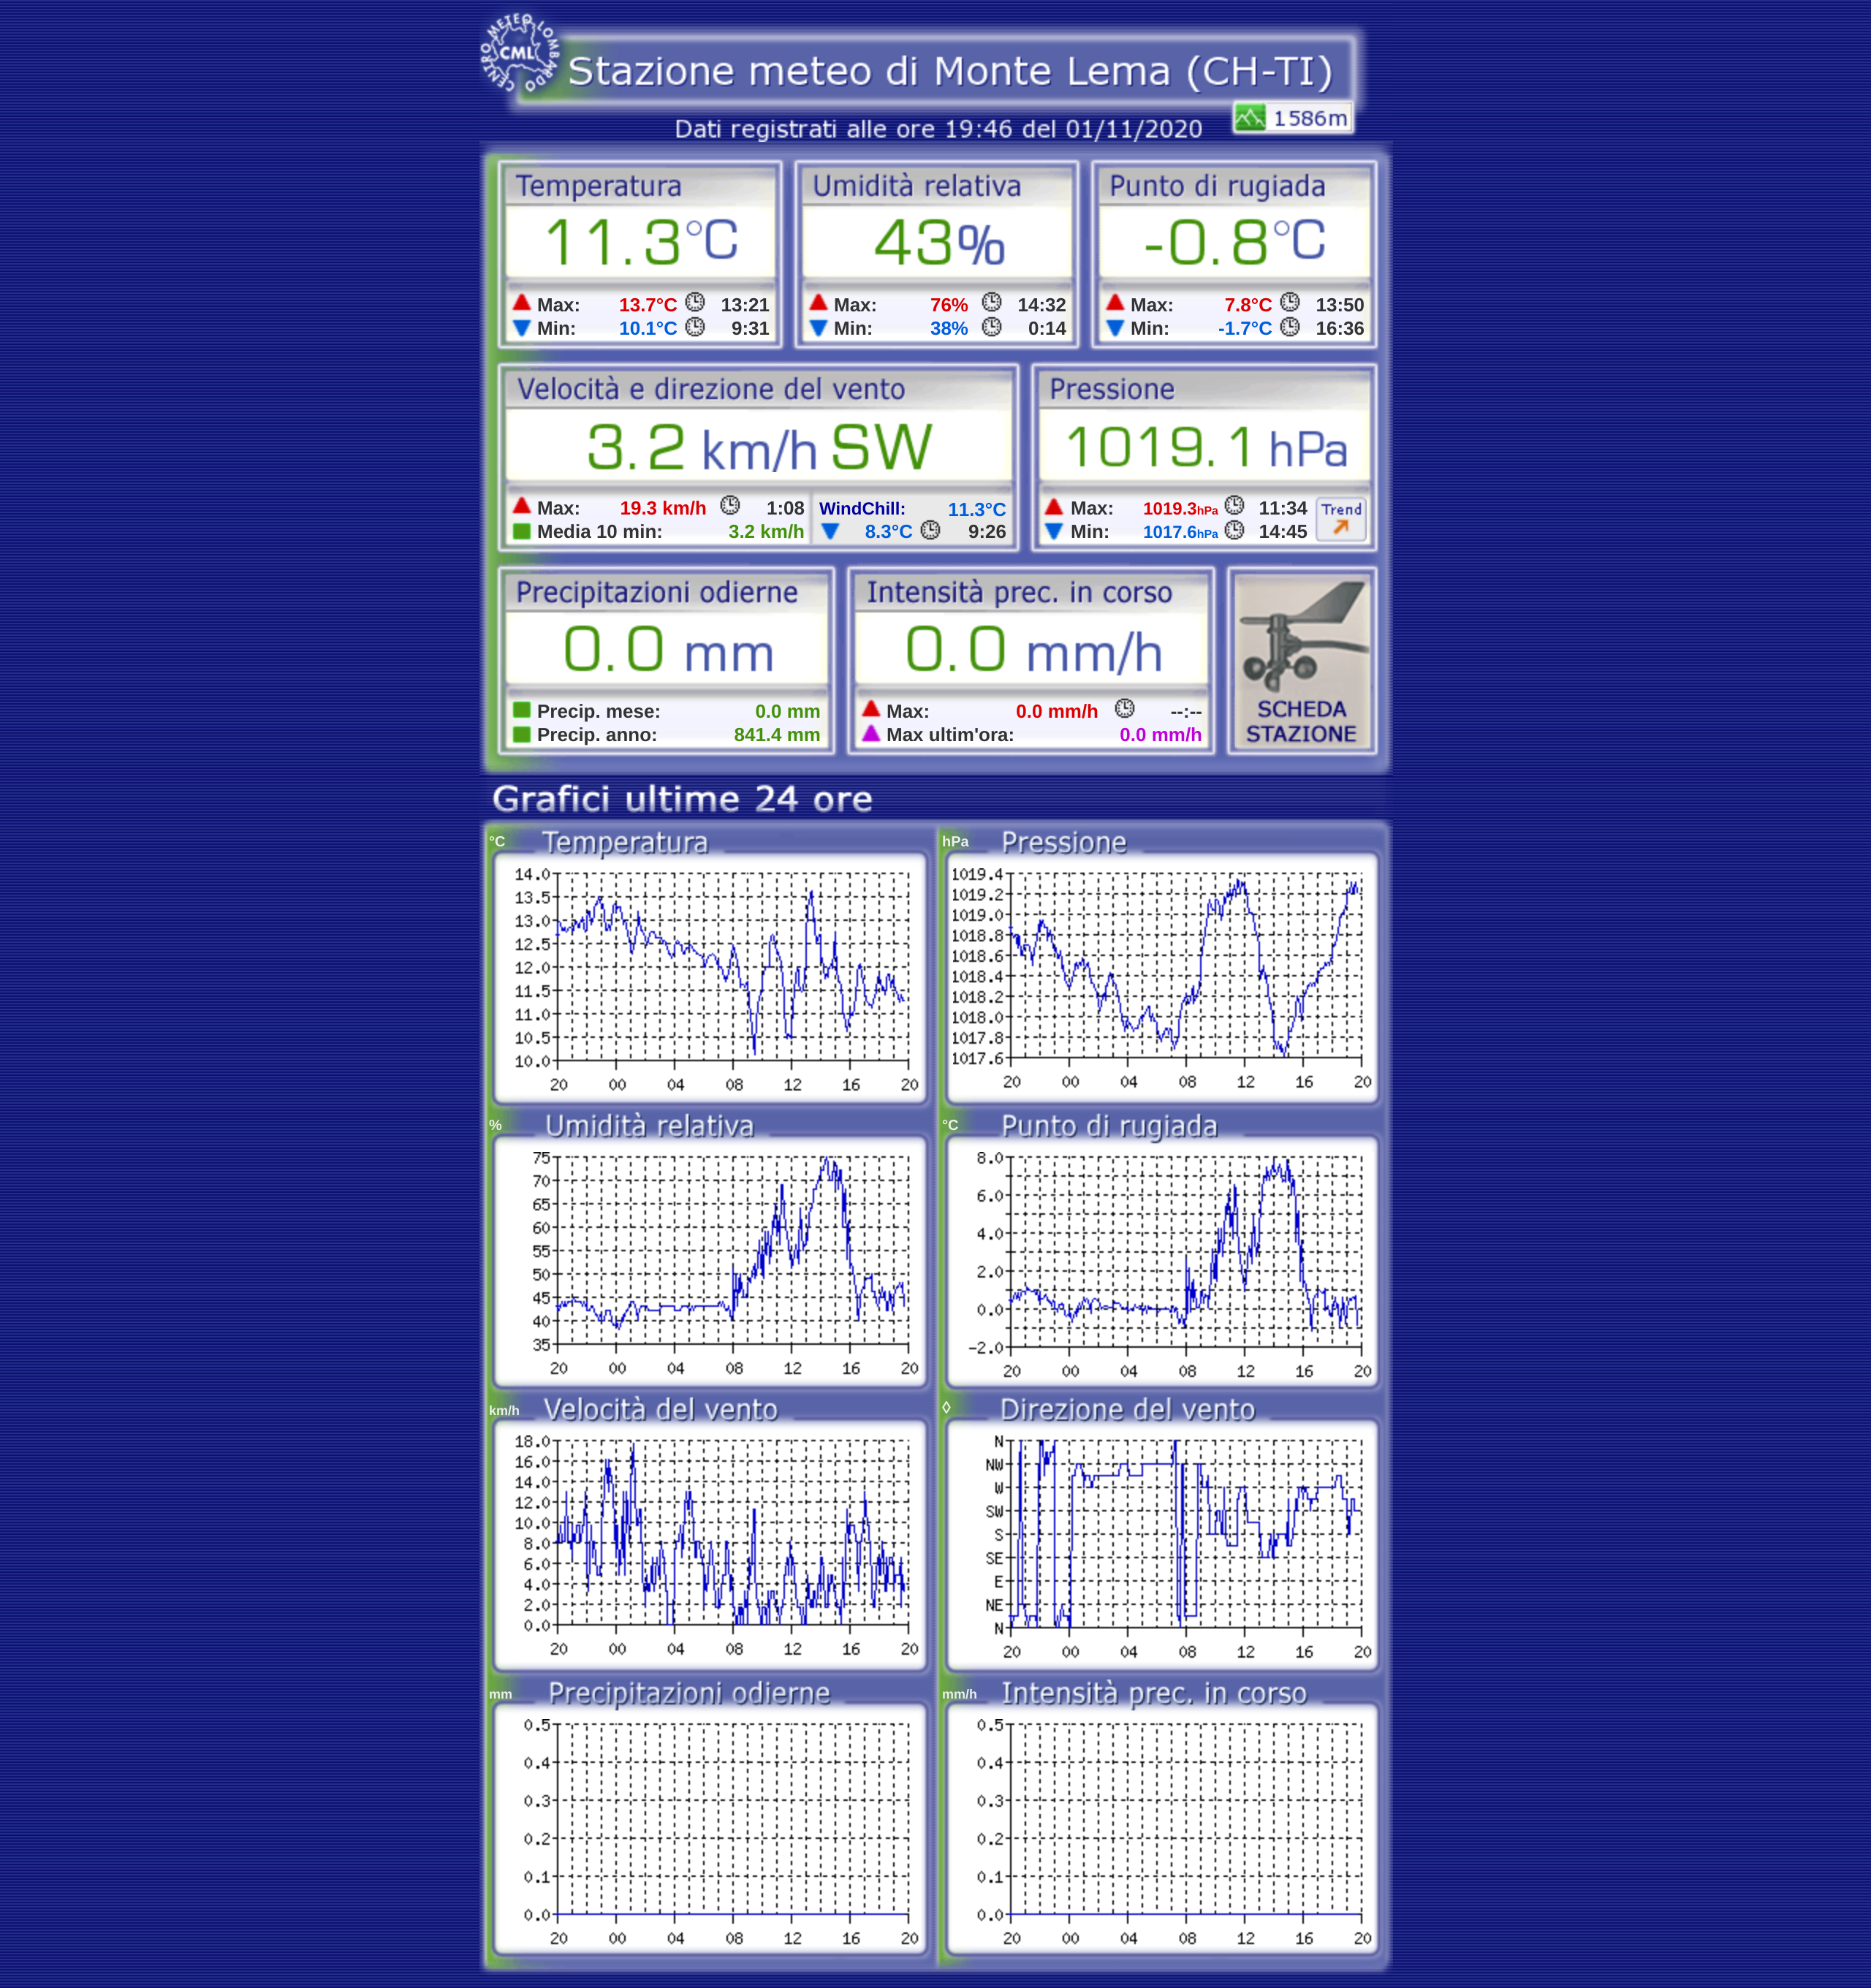 CENTRO METEO LOMBARDO
CML
Stazione meteo di Monte Lema (CH-TI)
1586m
Dati registrati alle ore 19:46 del 01/11/2020
Temperatura
11.3°C
Max: 13.7°C 13:21
Min: 10.1°C 9:31
Umidità relativa
43%
Max: 76% 14:32
Min: 38% 0:14
Punto di rugiada
-0.8°C
Max: 7.8°C 13:50
Min: -1.7°C 16:36
Velocità e direzione del vento
3.2 km/h SW
Max: 19.3 km/h 1:08
Media 10 min: 3.2 km/h
WindChill: 11.3°C
8.3°C 9:26
Pressione
1019.1 hPa
Max: 1019.3hPa 11:34
Min: 1017.6hPa 14:45
Trend
Precipitazioni odierne
0.0 mm
Precip. mese: 0.0 mm
Precip. anno: 841.4 mm
Intensità prec. in corso
0.0 mm/h
Max: 0.0 mm/h --:--
Max ultim'ora: 0.0 mm/h
SCHEDA
STAZIONE
Grafici ultime 24 ore
°C Temperatura
14.0
13.5
13.0
12.5
12.0
11.5
11.0
10.5
10.0
20 00 04 08 12 16 20
hPa Pressione
1019.4
1019.2
1019.0
1018.8
1018.6
1018.4
1018.2
1018.0
1017.8
1017.6
20 00 04 08 12 16 20
% Umidità relativa
75
70
65
60
55
50
45
40
35
20 00 04 08 12 16 20
°C Punto di rugiada
8.0
6.0
4.0
2.0
0.0
-2.0
20 00 04 08 12 16 20
km/h Velocità del vento
18.0
16.0
14.0
12.0
10.0
8.0
6.0
4.0
2.0
0.0
20 00 04 08 12 16 20
◊ Direzione del vento
N
NW
W
SW
S
SE
E
NE
N
20 00 04 08 12 16 20
mm Precipitazioni odierne
0.5
0.4
0.3
0.2
0.1
0.0
20 00 04 08 12 16 20
mm/h Intensità prec. in corso
0.5
0.4
0.3
0.2
0.1
0.0
20 00 04 08 12 16 20